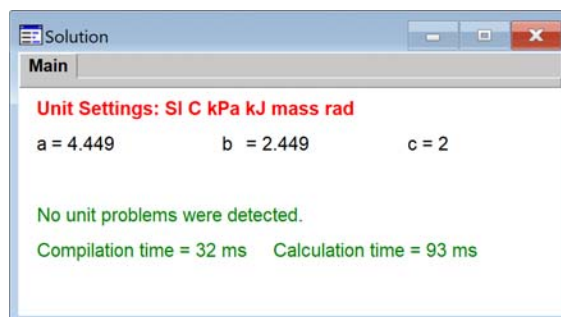 Solution
Main
Unit Settings: SI C kPa kJ mass rad
a = 4.449 b = 2.449 c = 2
No unit problems were detected.
Compilation time = 32 ms Calculation time = 93 ms